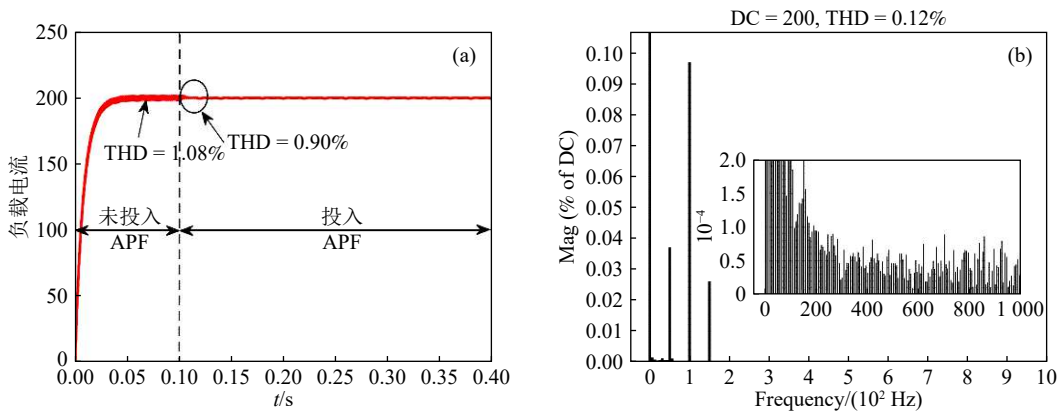 250
200
150
100
50
0
负载电流
(a)
THD = 1.08%
THD = 0.90%
未投入
APF
投入
APF
0.00 0.05 0.10 0.15 0.20 0.25 0.30 0.35 0.40
t/s
DC = 200, THD = 0.12%
(b)
0.10
0.09
0.08
0.07
0.06
0.05
0.04
0.03
0.02
0.01
0.00
Mag (% of DC)
2.0
1.5
1.0
0.5
0
10⁻⁴
0 200 400 600 800 1 000
0 1 2 3 4 5 6 7 8 9 10
Frequency/(10² Hz)